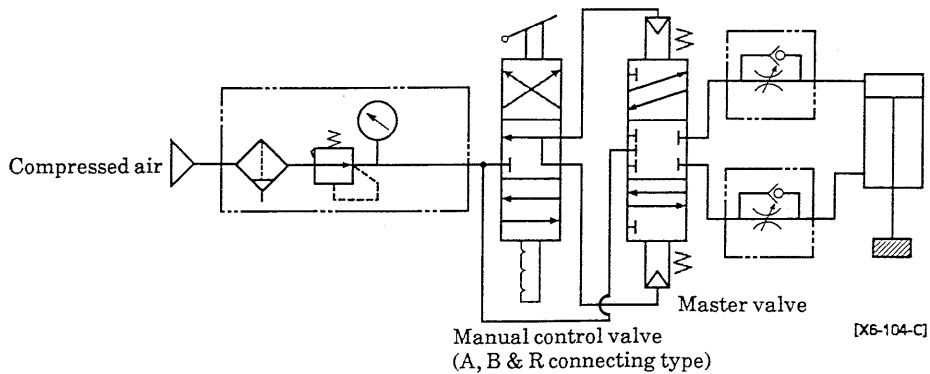 Compressed air
Master valve
Manual control valve
(A, B & R connecting type)
[X6-104-C]